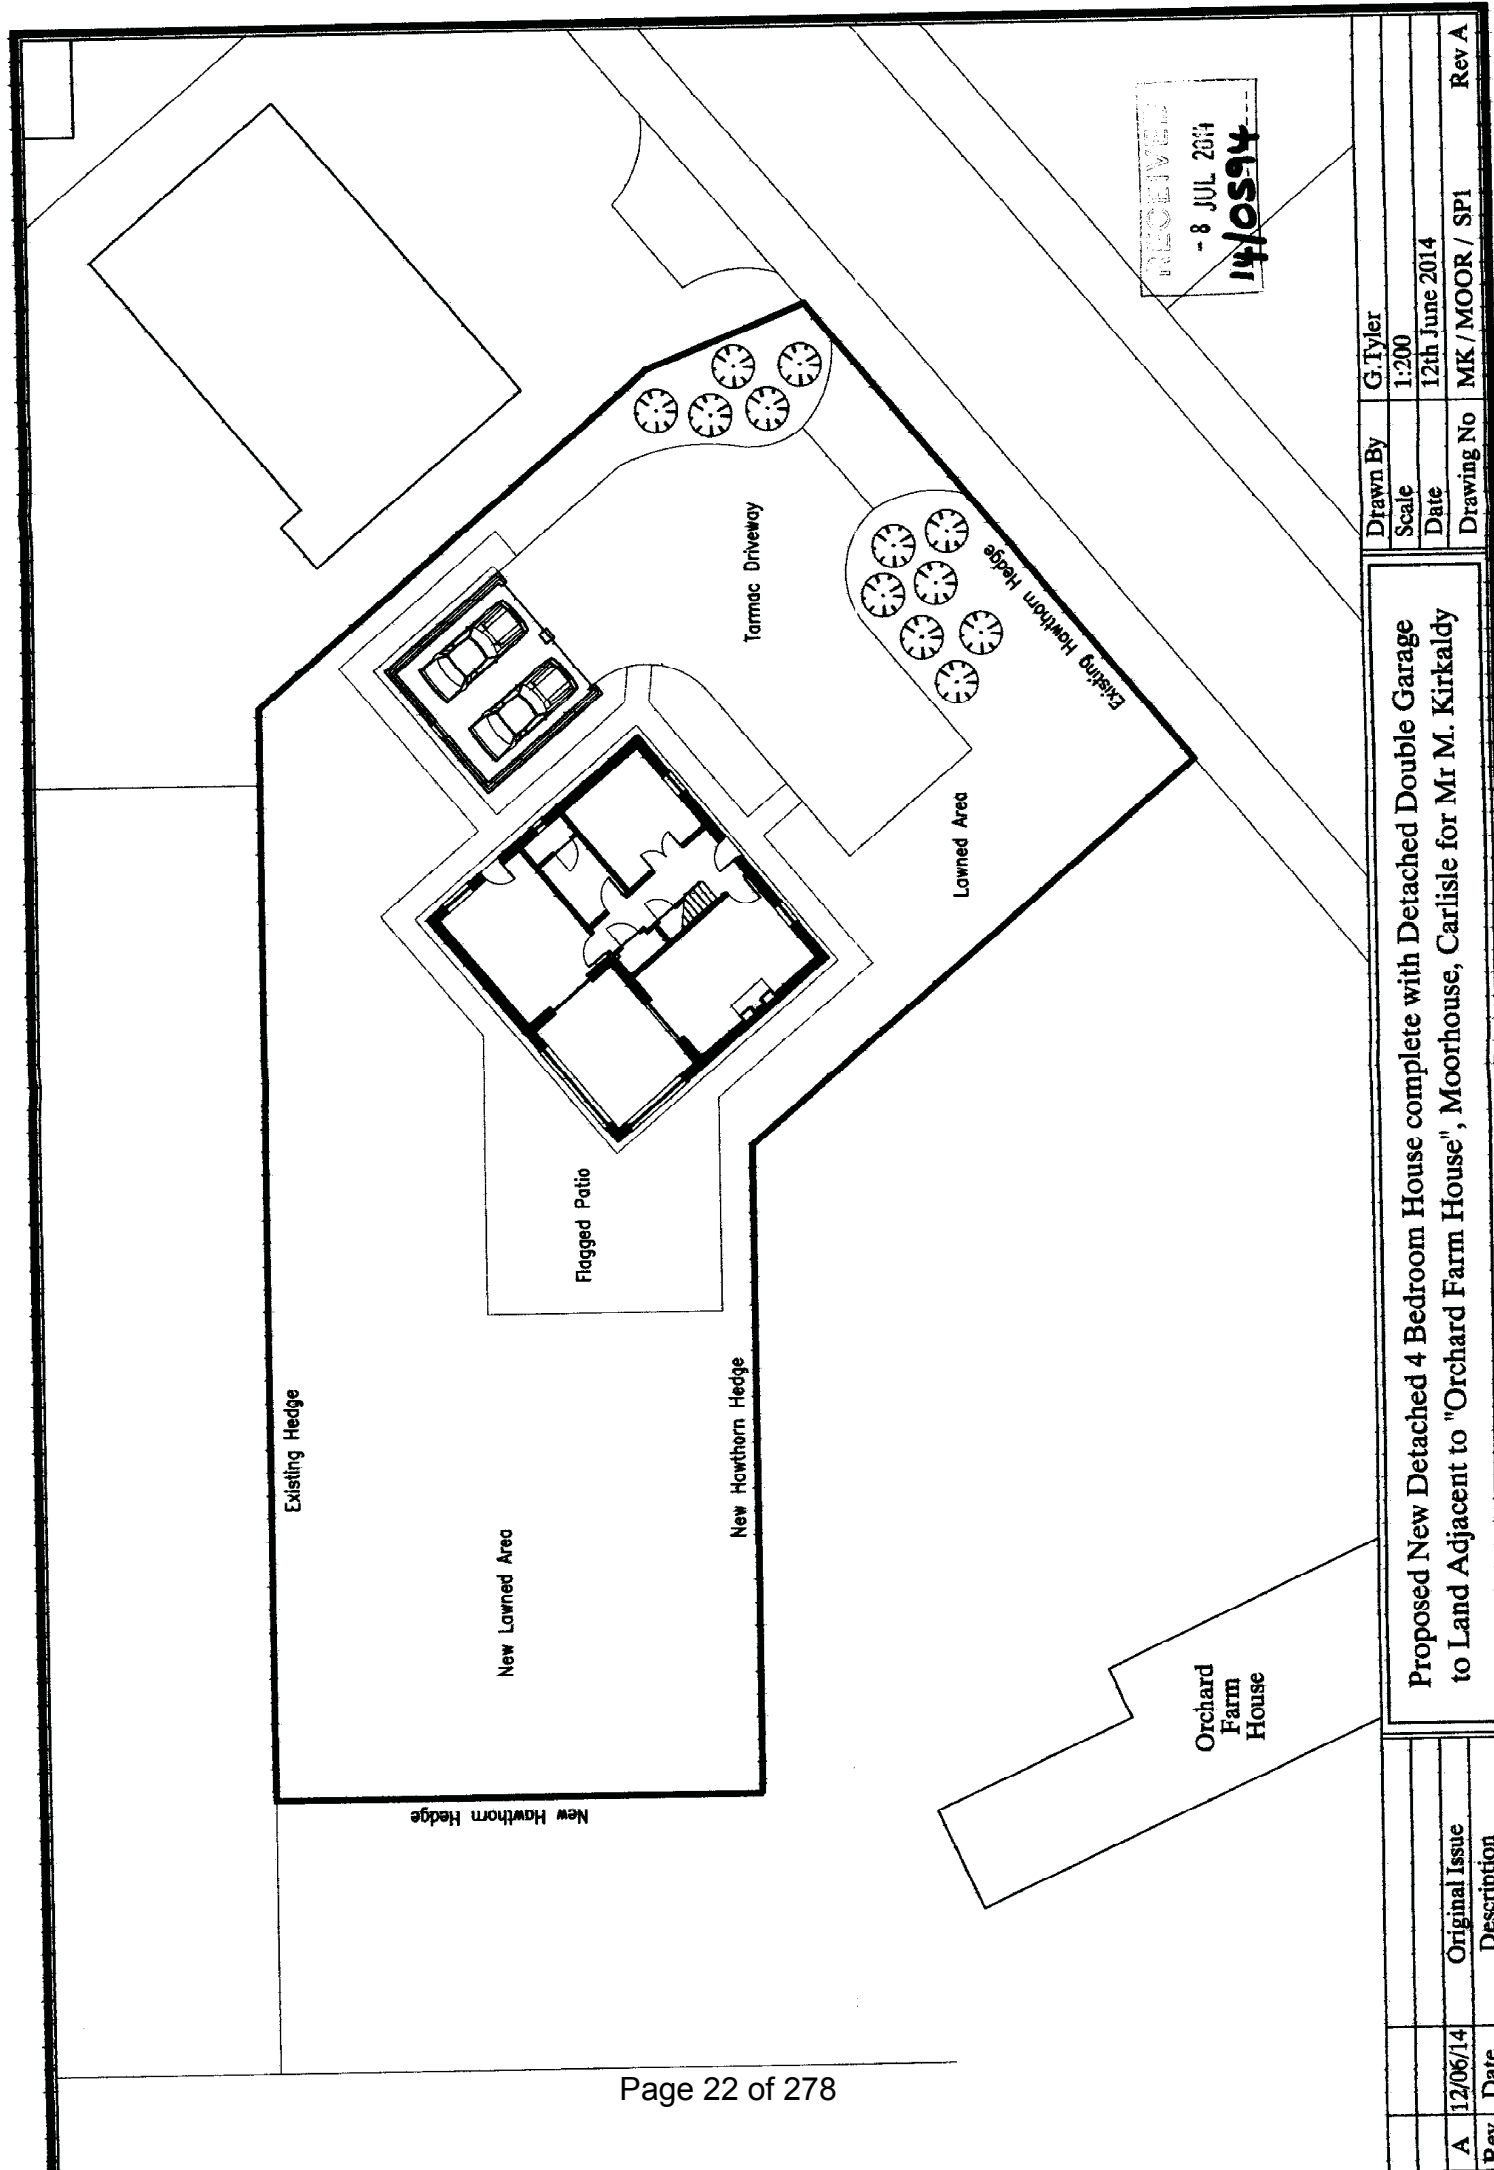 Existing Hedge
New Lawned Area
New Hawthorn Hedge
New Hawthorn Hedge
Flagged Patio
Tarmac Driveway
Lawned Area
Existing Hawthorn Hedge
Orchard
Farm
House
RECEIVED
- 8 JUL 2014
14/0594
A 12/06/14 Original Issue
Rev Date Description
Proposed New Detached 4 Bedroom House complete with Detached Double Garage
to Land Adjacent to "Orchard Farm House", Moorhouse, Carlisle for Mr M. Kirkaldy
Drawn By G.Tyler
Scale 1:200
Date 12th June 2014
Drawing No MK / MOOR / SP1 Rev A
Page 22 of 278